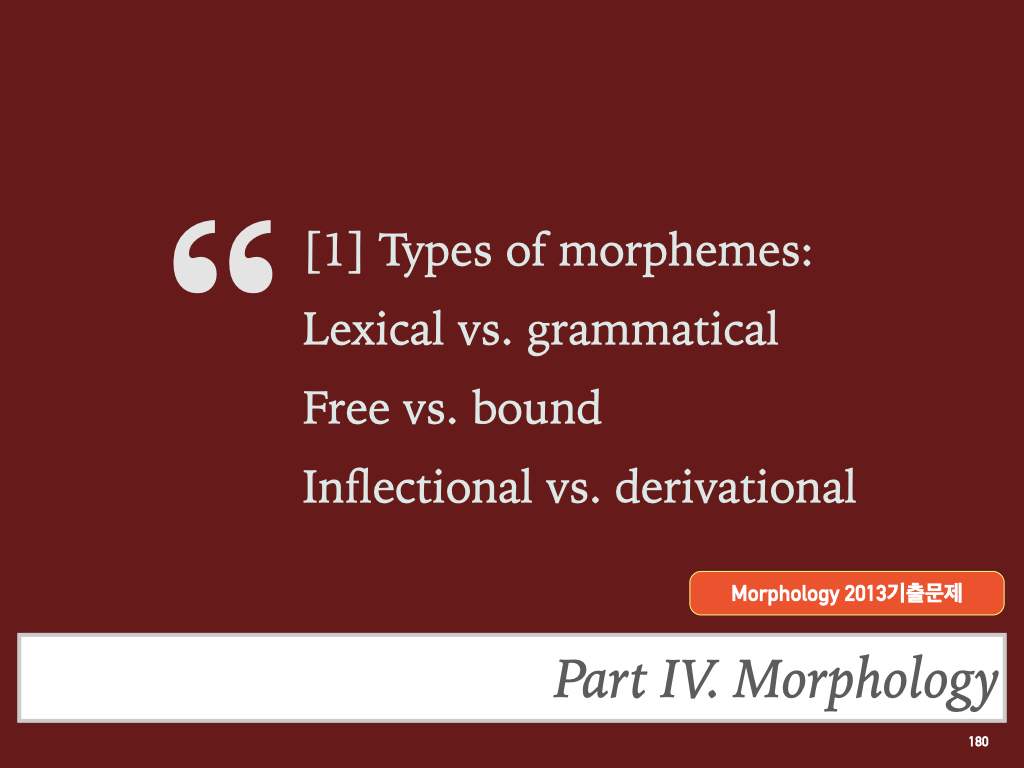 “ [1] Types of morphemes:
Lexical vs. grammatical
Free vs. bound
Inflectional vs. derivational
Morphology 2013기출문제
Part IV. Morphology
180